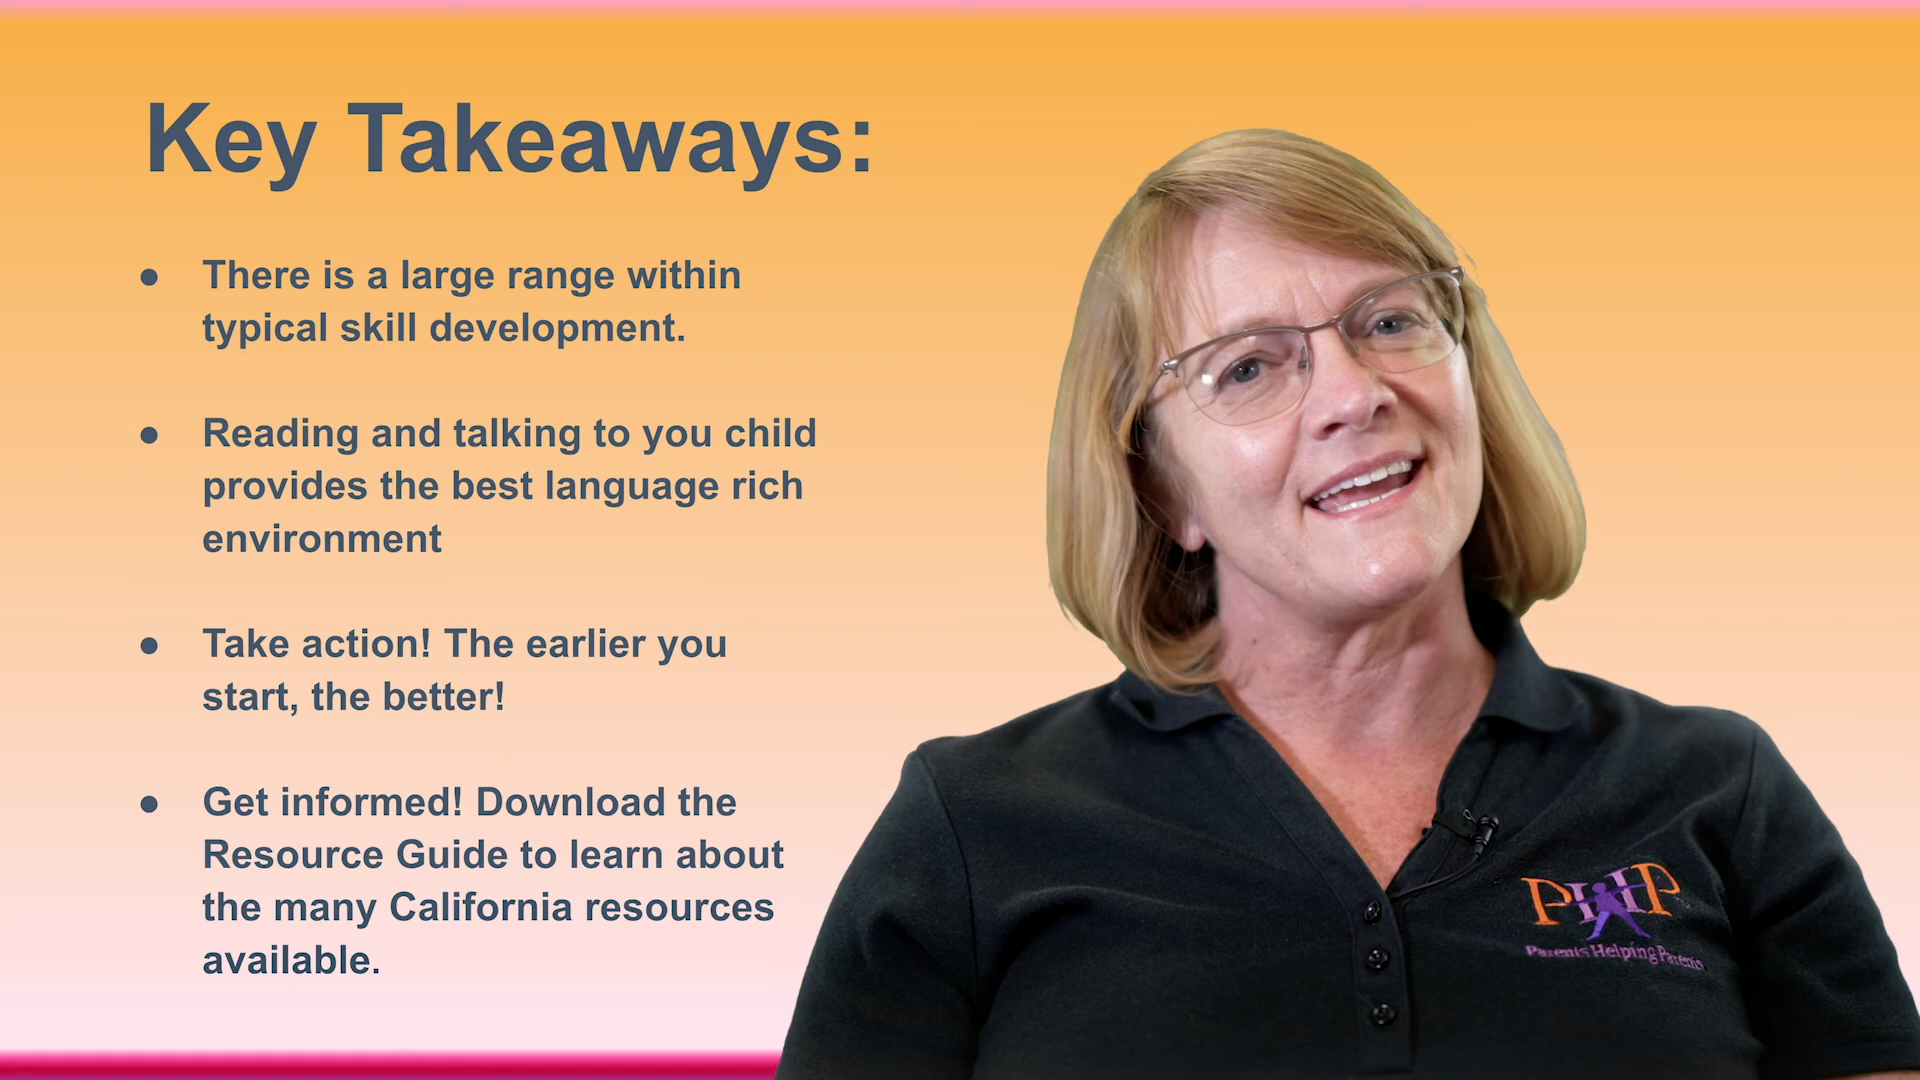 Key Takeaways:
● There is a large range within
typical skill development.
● Reading and talking to you child
provides the best language rich
environment
● Take action! The earlier you
start, the better!
● Get informed! Download the
Resource Guide to learn about
the many California resources
available.
PHP
Parents Helping Parents